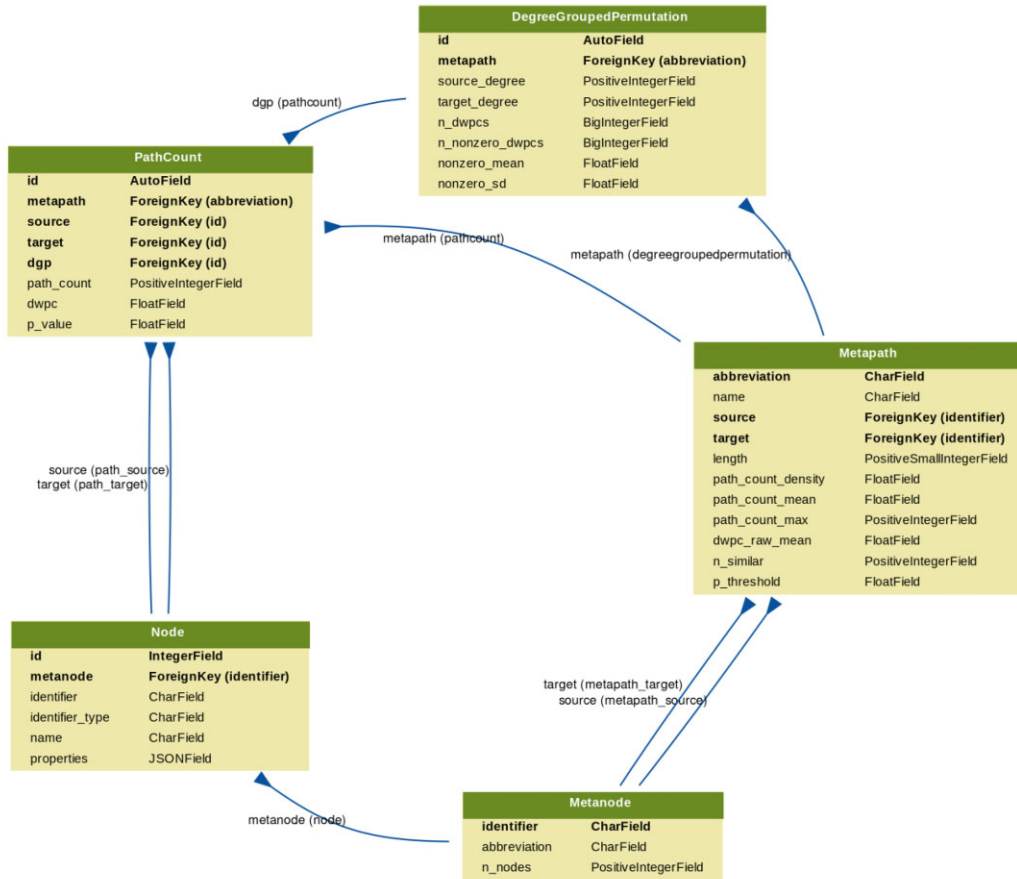 DegreeGroupedPermutation
id AutoField
metapath ForeignKey (abbreviation)
source_degree PositiveIntegerField
target_degree PositiveIntegerField
n_dwpcs BigIntegerField
n_nonzero_dwpcs BigIntegerField
nonzero_mean FloatField
nonzero_sd FloatField
dgp (pathcount)
PathCount
id AutoField
metapath ForeignKey (abbreviation)
source ForeignKey (id)
target ForeignKey (id)
dgp ForeignKey (id)
path_count PositiveIntegerField
dwpc FloatField
p_value FloatField
metapath (pathcount)
metapath (degreegroupedpermutation)
Metapath
abbreviation CharField
name CharField
source ForeignKey (identifier)
target ForeignKey (identifier)
length PositiveSmallIntegerField
path_count_density FloatField
path_count_mean FloatField
path_count_max PositiveIntegerField
dwpc_raw_mean FloatField
n_similar PositiveIntegerField
p_threshold FloatField
source (path_source)
target (path_target)
Node
id IntegerField
metanode ForeignKey (identifier)
identifier CharField
identifier_type CharField
name CharField
properties JSONField
target (metapath_target)
source (metapath_source)
metanode (node)
Metanode
identifier CharField
abbreviation CharField
n_nodes PositiveIntegerField